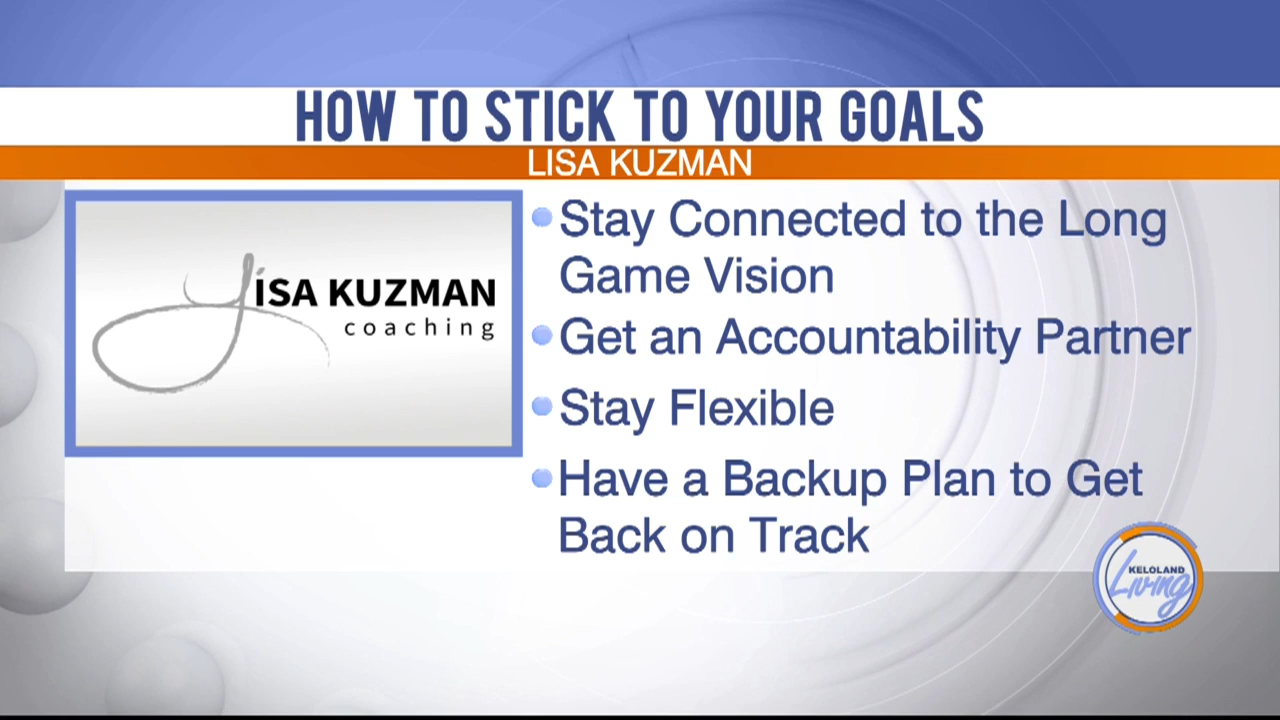 HOW TO STICK TO YOUR GOALS
LISA KUZMAN
LISA KUZMAN
coaching
Stay Connected to the Long
Game Vision
Get an Accountability Partner
Stay Flexible
Have a Backup Plan to Get
Back on Track
KELOLAND
Living